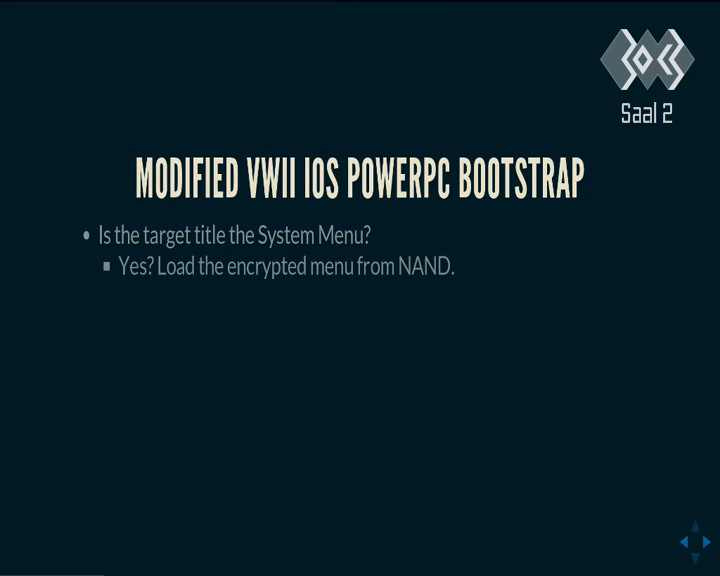 Saal 2
MODIFIED VWII IOS POWERPC BOOTSTRAP
• Is the target title the System Menu?
▪ Yes? Load the encrypted menu from NAND.